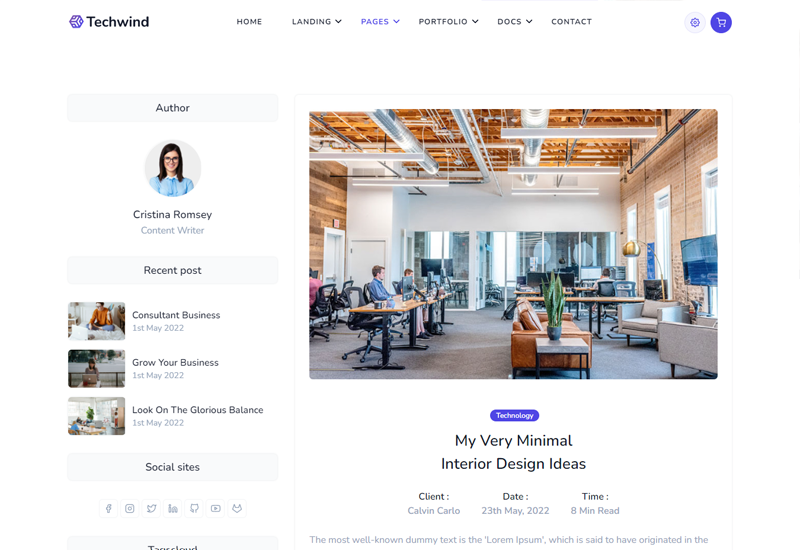 Techwind
HOME
LANDING
PAGES
PORTFOLIO
DOCS
CONTACT
Author
Cristina Romsey
Content Writer
Recent post
Consultant Business
1st May 2022
Grow Your Business
1st May 2022
Look On The Glorious Balance
1st May 2022
Social sites
Technology
My Very Minimal
Interior Design Ideas
Client :
Calvin Carlo
Date :
23th May, 2022
Time :
8 Min Read
The most well-known dummy text is the 'Lorem Ipsum', which is said to have originated in the